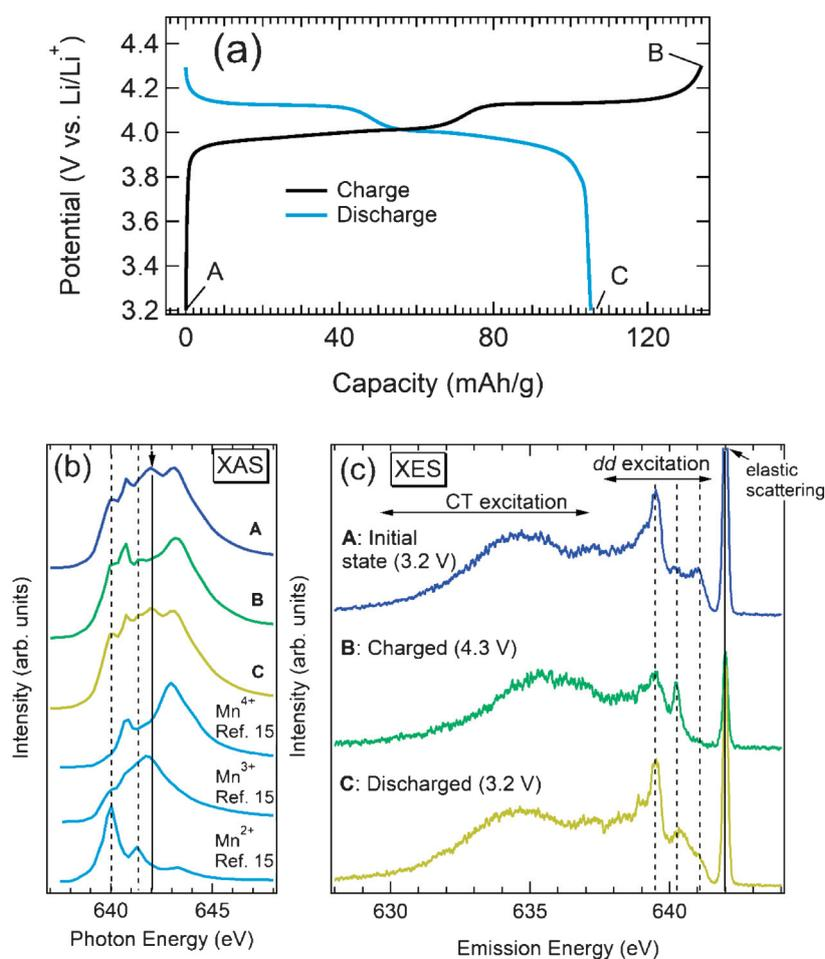 (a)
Potential (V vs. Li/Li⁺)
4.4
4.2
4.0
3.8
3.6
3.4
3.2
B
Charge
Discharge
A
C
0
40
80
120
Capacity (mAh/g)
(b)
XAS
A
B
C
Mn⁴⁺
Ref. 15
Mn³⁺
Ref. 15
Mn²⁺
Ref. 15
Intensity (arb. units)
640
645
Photon Energy (eV)
(c)
XES
dd excitation
elastic
scattering
CT excitation
A: Initial
state (3.2 V)
B: Charged (4.3 V)
C: Discharged (3.2 V)
Intensity (arb. units)
630
635
640
Emission Energy (eV)